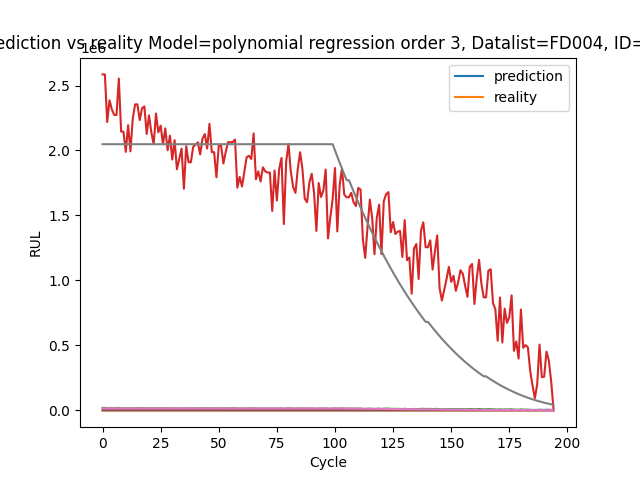 ediction vs reality Model=polynomial regression order 3, Datalist=FD004, ID=
1e6
prediction
reality
2.5
2.0
1.5
1.0
0.5
0.0
RUL
0 25 50 75 100 125 150 175 200
Cycle